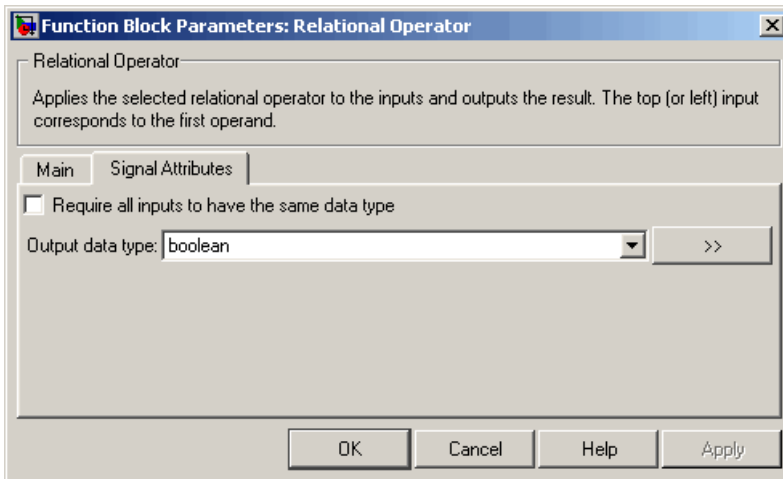 Function Block Parameters: Relational Operator
Relational Operator
Applies the selected relational operator to the inputs and outputs the result. The top (or left) input
corresponds to the first operand.
Main Signal Attributes
Require all inputs to have the same data type
Output data type: boolean >>
OK Cancel Help Apply